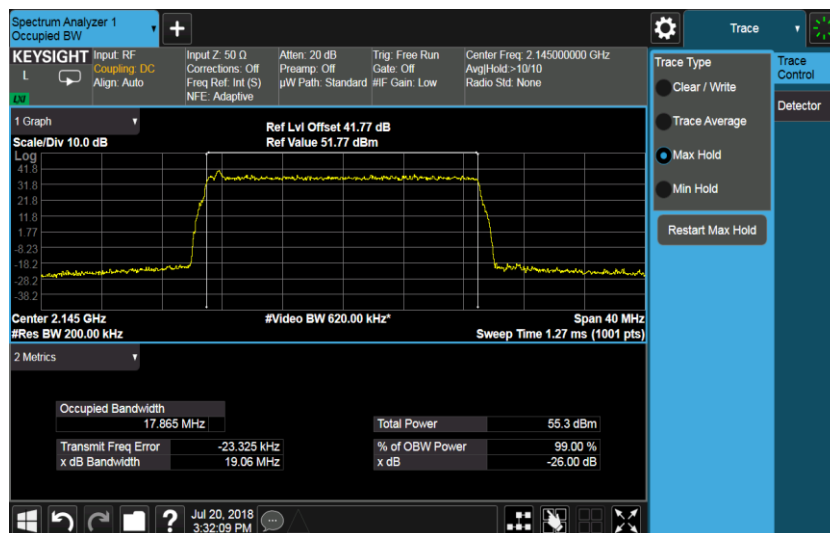 Spectrum Analyzer 1
Occupied BW
+
Trace
KEYSIGHT
L
LXI
Input: RF
Coupling: DC
Align: Auto
Input Z: 50 Ω
Corrections: Off
Freq Ref: Int (S)
NFE: Adaptive
Atten: 20 dB
Preamp: Off
µW Path: Standard
Trig: Free Run
Gate: Off
#IF Gain: Low
Center Freq: 2.145000000 GHz
Avg|Hold:>10/10
Radio Std: None
Trace Type
Clear / Write
Trace Average
Max Hold
Min Hold
Restart Max Hold
Trace
Control
Detector
1 Graph
Scale/Div 10.0 dB
Ref Lvl Offset 41.77 dB
Ref Value 51.77 dBm
Log
41.8
31.8
21.8
11.8
1.77
-8.23
-18.2
-28.2
-38.2
Center 2.145 GHz
#Video BW 620.00 kHz*
Span 40 MHz
#Res BW 200.00 kHz
Sweep Time 1.27 ms (1001 pts)
2 Metrics
Occupied Bandwidth
17.865 MHz
Total Power 55.3 dBm
Transmit Freq Error -23.325 kHz
% of OBW Power 99.00 %
x dB Bandwidth 19.06 MHz
x dB -26.00 dB
?
Jul 20, 2018
3:32:09 PM